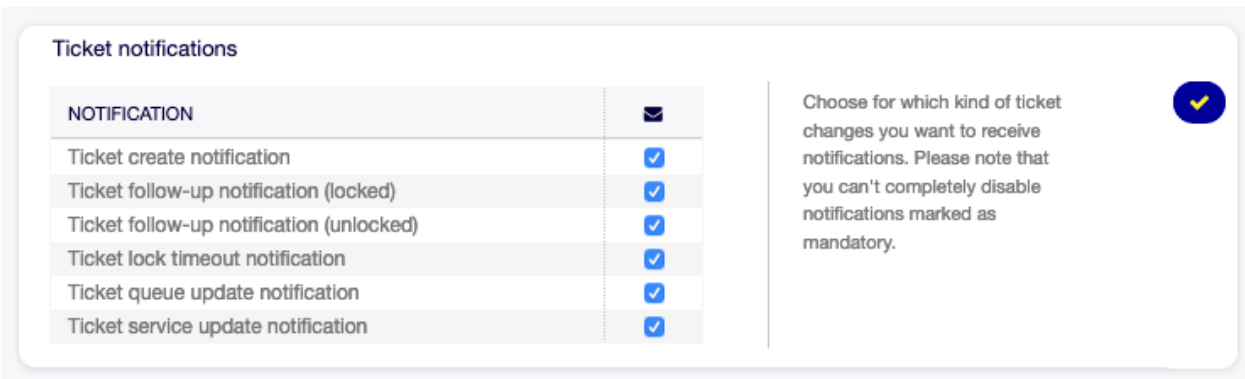 Ticket notifications
NOTIFICATION
Ticket create notification
Ticket follow-up notification (locked)
Ticket follow-up notification (unlocked)
Ticket lock timeout notification
Ticket queue update notification
Ticket service update notification
Choose for which kind of ticket
changes you want to receive
notifications. Please note that
you can't completely disable
notifications marked as
mandatory.